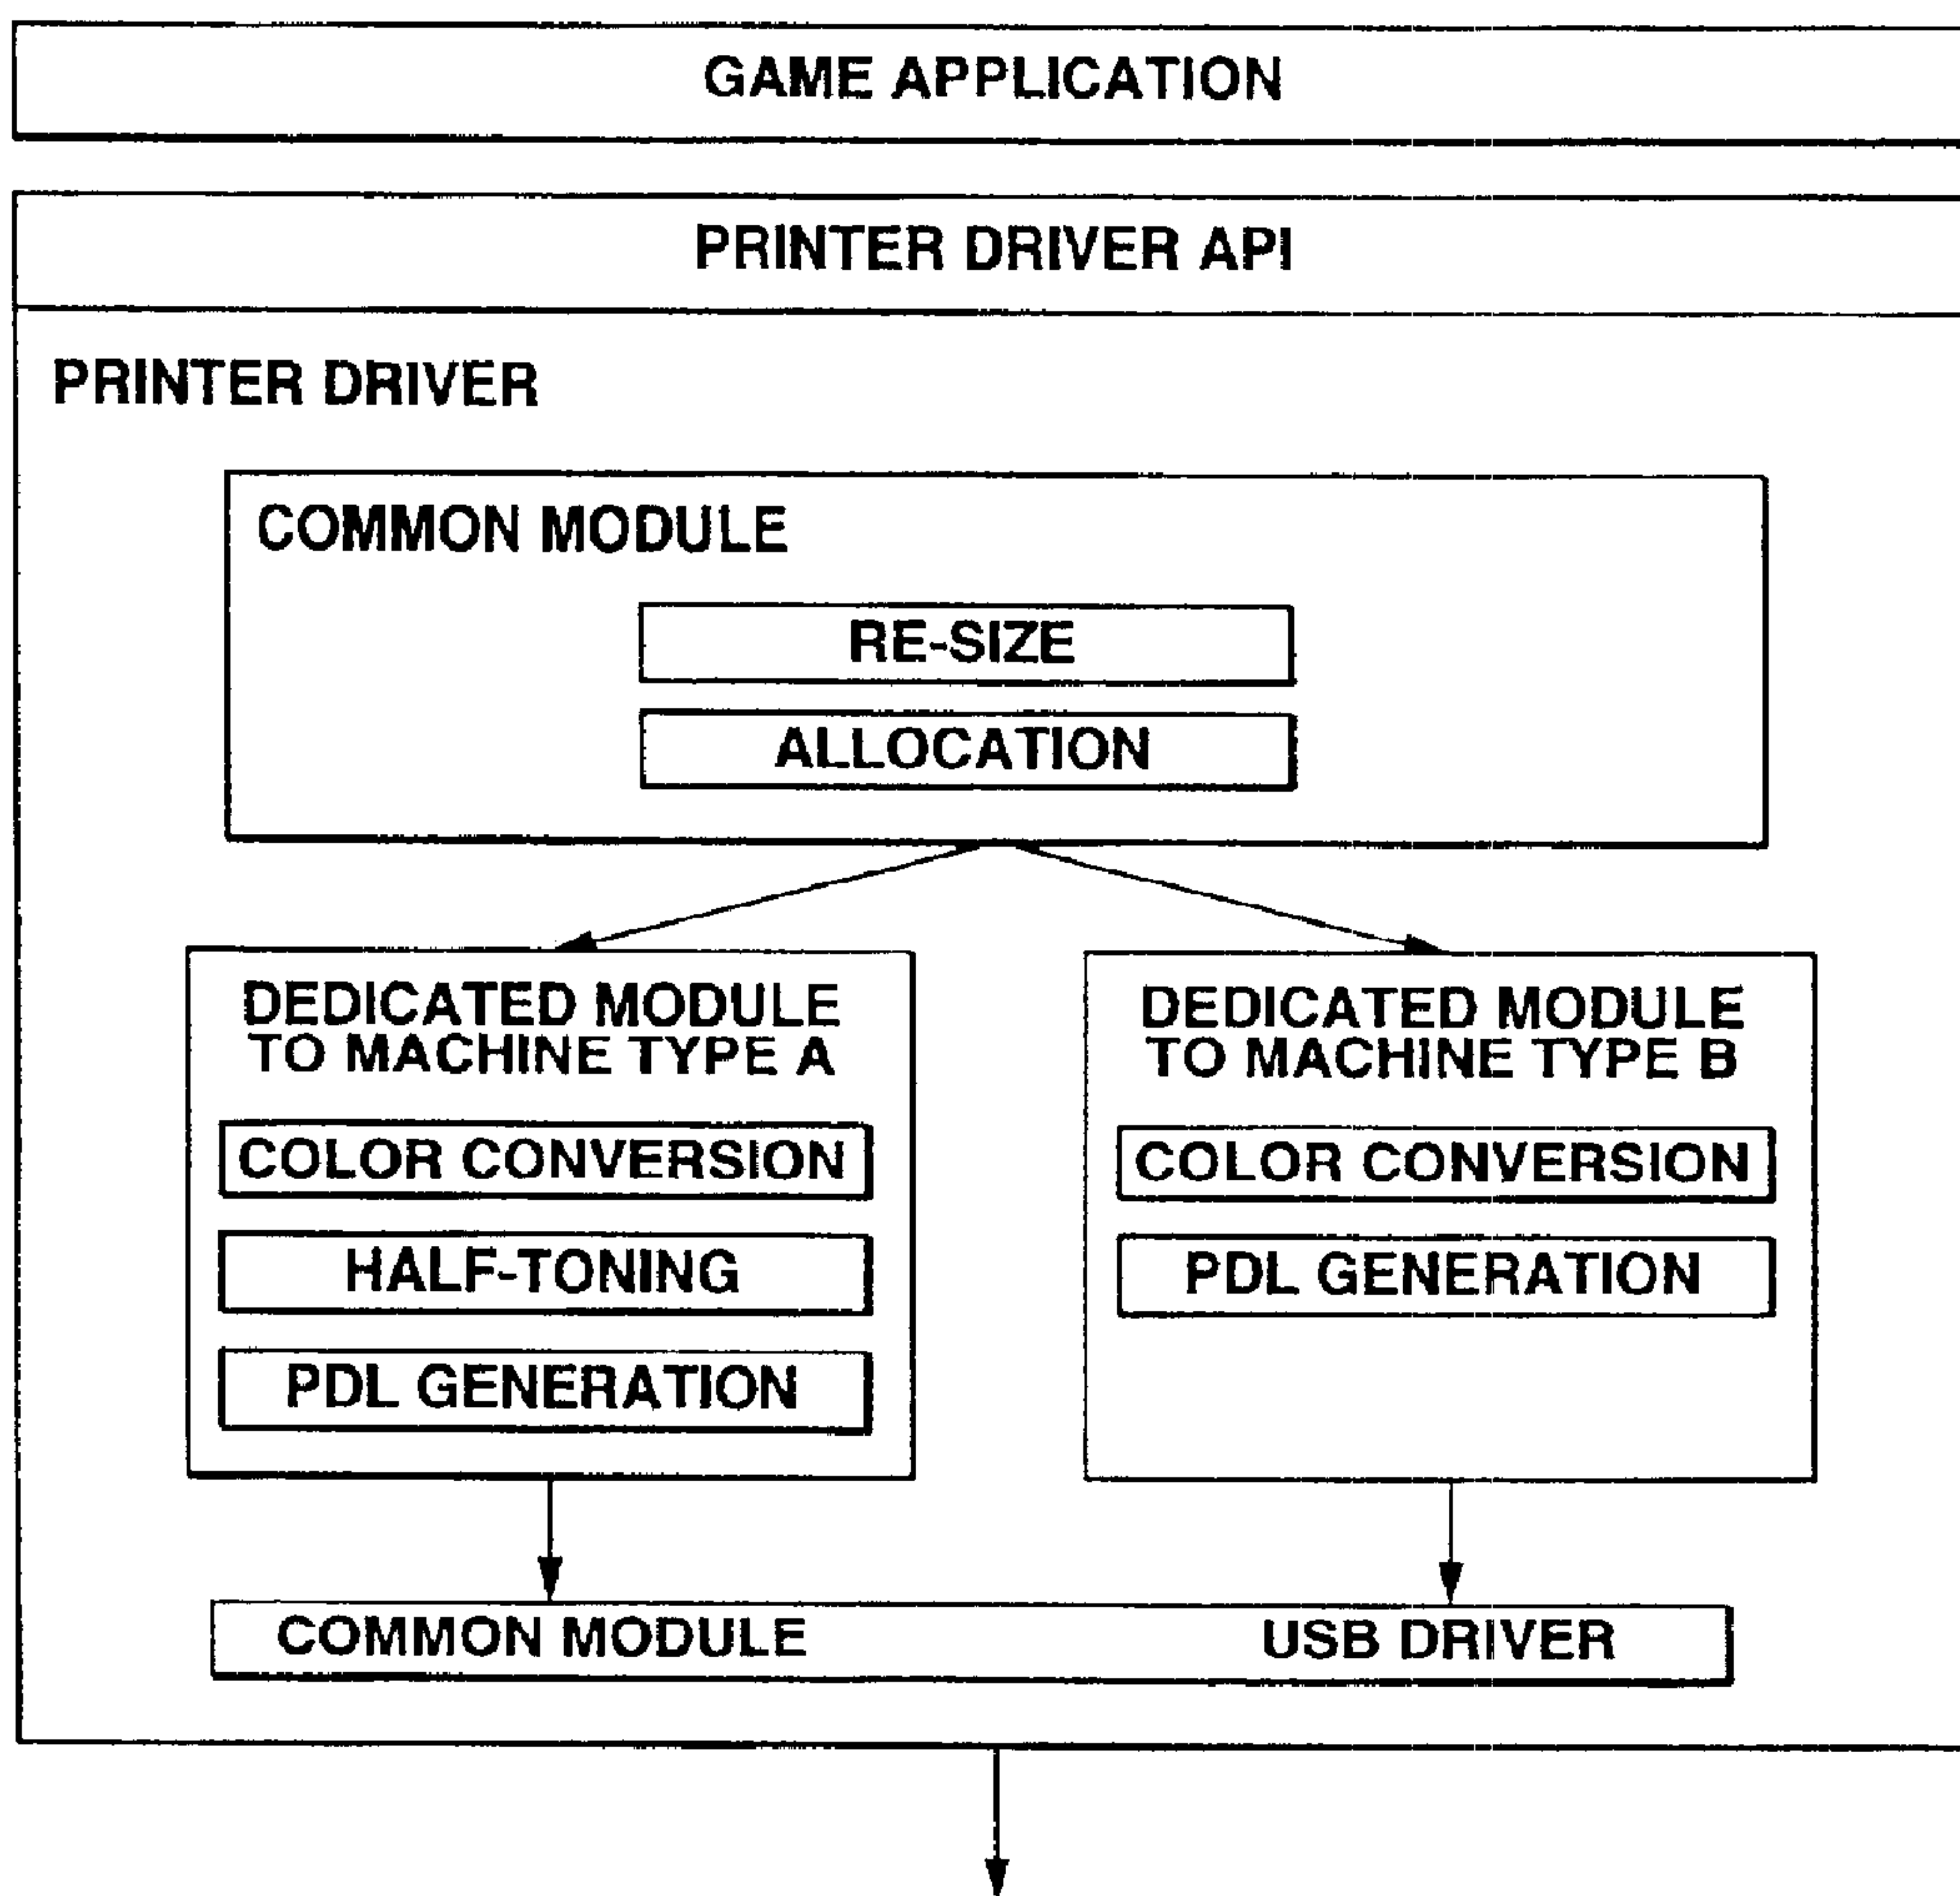 GAME APPLICATION
PRINTER DRIVER API
PRINTER DRIVER
COMMON MODULE
RE-SIZE
ALLOCATION
DEDICATED MODULE
TO MACHINE TYPE A
COLOR CONVERSION
HALF-TONING
PDL GENERATION
DEDICATED MODULE
TO MACHINE TYPE B
COLOR CONVERSION
PDL GENERATION
COMMON MODULE USB DRIVER